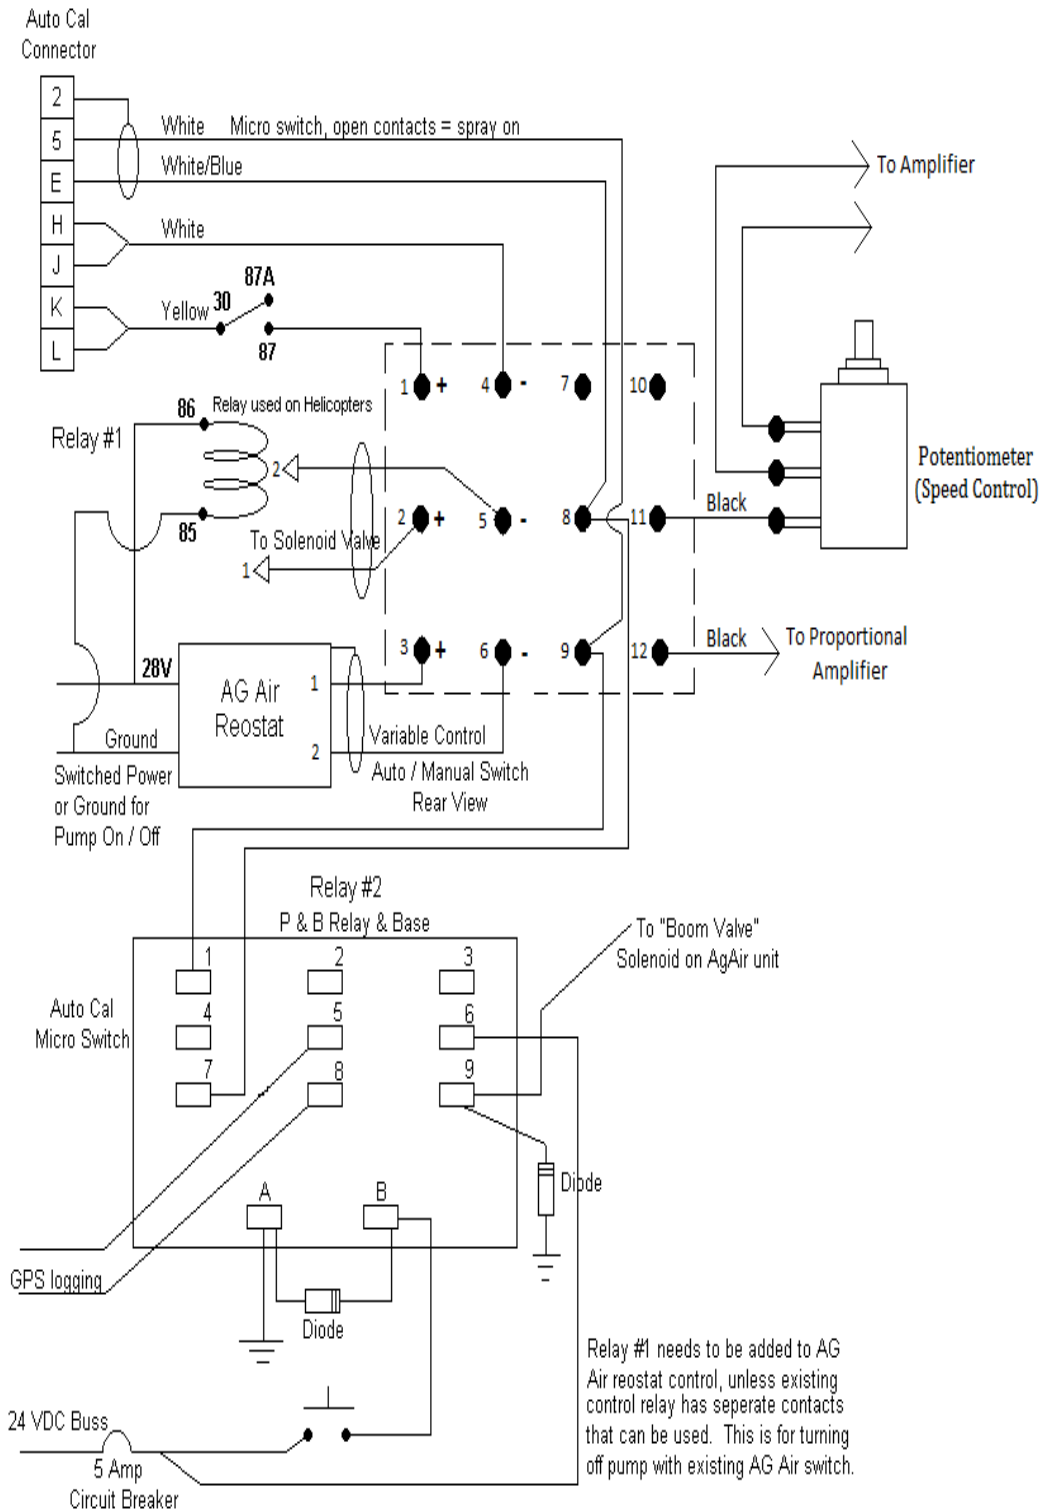 Auto Cal
Connector
2
5
E
H
J
K
L
White Micro switch, open contacts = spray on
White/Blue
White
Yellow
30
87A
87
To Amplifier
1 +
4 -
7
10
86
Relay used on Helicopters
Relay #1
2
85
To Solenoid Valve
1
2 +
5 -
8
11
Black
Potentiometer
(Speed Control)
3 +
6 -
9
12
Black
To Proportional
Amplifier
28V
AG Air
Reostat
1
2
Ground
Variable Control
Switched Power
or Ground for
Pump On / Off
Auto / Manual Switch
Rear View
Relay #2
P & B Relay & Base
To "Boom Valve"
Solenoid on AgAir unit
Auto Cal
Micro Switch
1
2
3
4
5
6
7
8
9
A
B
Diode
GPS logging
Diode
24 VDC Buss
5 Amp
Circuit Breaker
Relay #1 needs to be added to AG
Air reostat control, unless existing
control relay has seperate contacts
that can be used. This is for turning
off pump with existing AG Air switch.